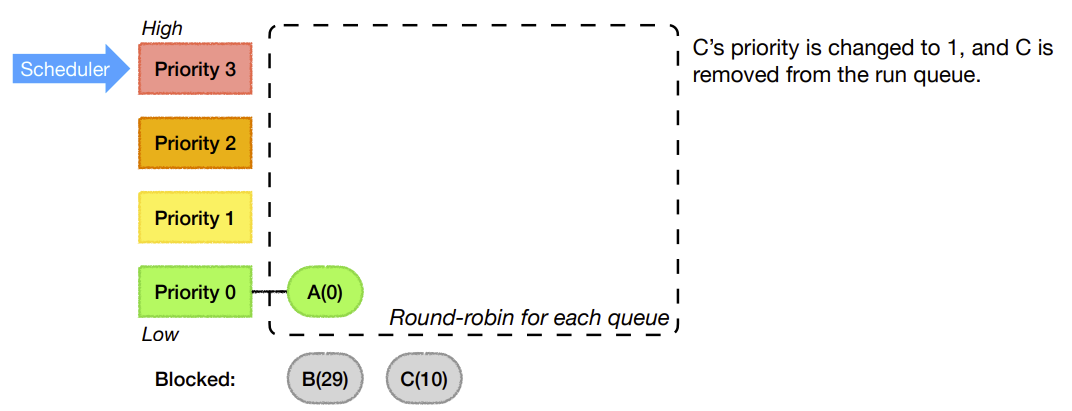 High
Scheduler
Priority 3
C's priority is changed to 1, and C is
removed from the run queue.
Priority 2
Priority 1
Priority 0
A(0)
Round-robin for each queue
Low
Blocked:
B(29)
C(10)